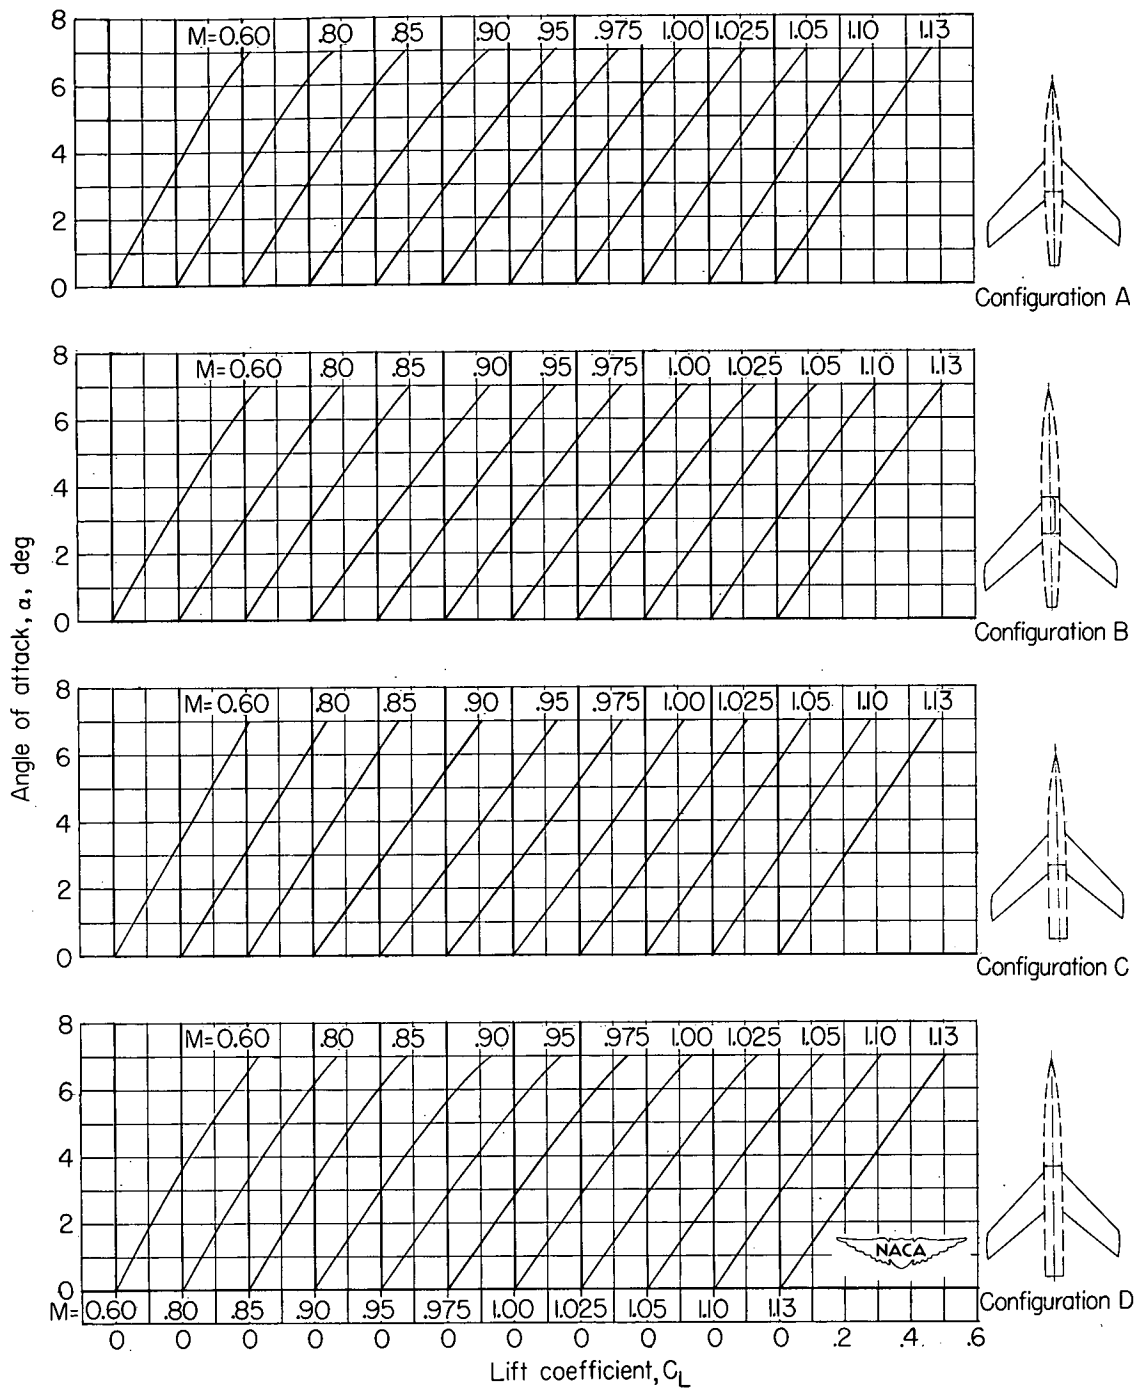 8
M=0.60 .80 .85 .90 .95 .975 1.00 1.025 1.05 1.10 1.13
6
4
2
0
Configuration A
8
M=0.60 .80 .85 .90 .95 .975 1.00 1.025 1.05 1.10 1.13
6
4
2
0
Configuration B
Angle of attack, α, deg
8
M=0.60 .80 .85 .90 .95 .975 1.00 1.025 1.05 1.10 1.13
6
4
2
0
Configuration C
8
M=0.60 .80 .85 .90 .95 .975 1.00 1.025 1.05 1.10 1.13
6
4
2
NACA
0
Configuration D
M=0.60 .80 .85 .90 .95 .975 1.00 1.025 1.05 1.10 1.13
0 0 0 0 0 0 0 0 0 0 0 .2 .4 .6
Lift coefficient, CL